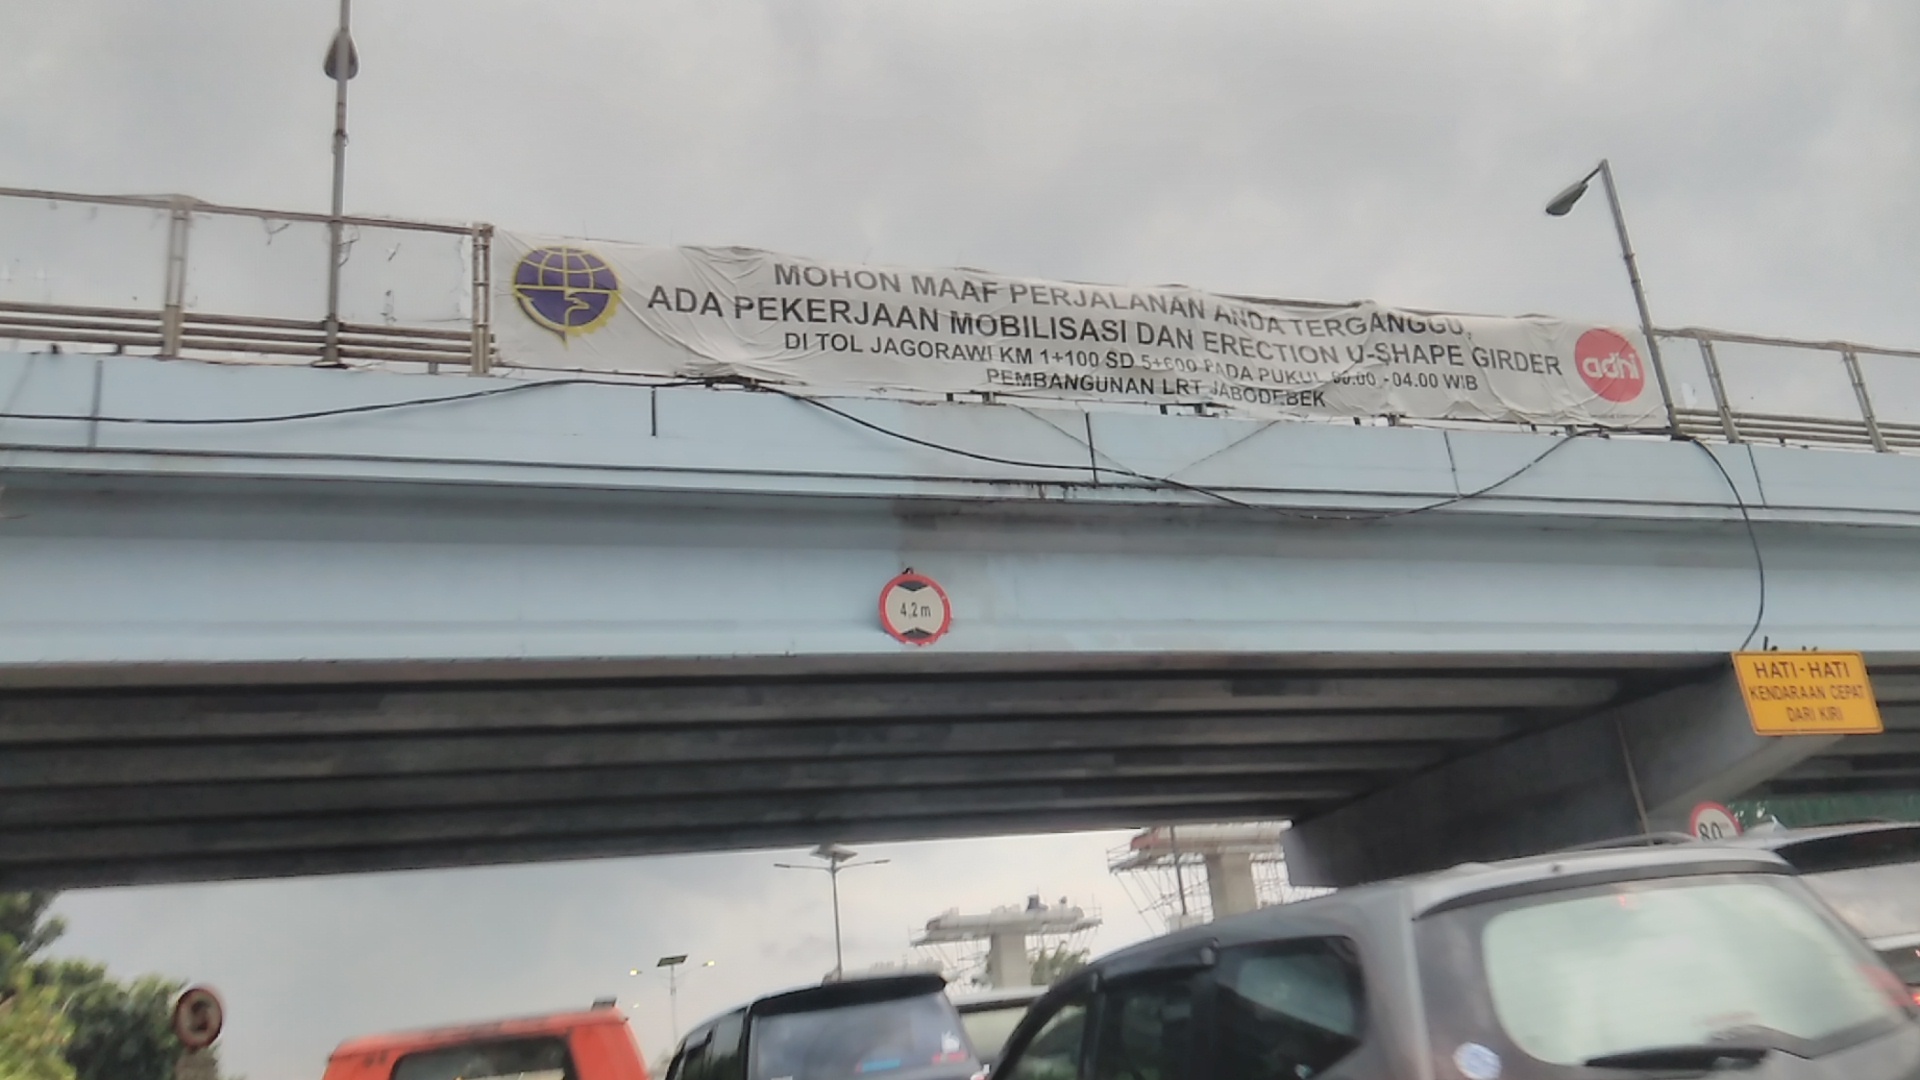 MOHON MAAF PERJALANAN ANDA TERGANGGU,
ADA PEKERJAAN MOBILISASI DAN ERECTION U-SHAPE GIRDER
DI TOL JAGORAWI KM 1+100 SD 5+600 PADA PUKUL - 04.00 WIB
PEMBANGUNAN LRT JABODEBEK
adhi
4.2 m
HATI-HATI
KENDARAAN CEPAT
DARI KIRI
80